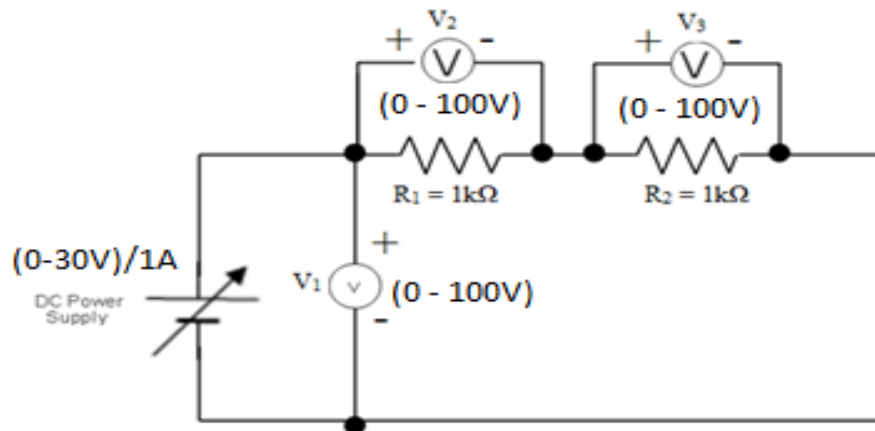 V₂
+ V -
(0 - 100V)
R₁ = 1kΩ
V₃
+ V -
(0 - 100V)
R₂ = 1kΩ
(0-30V)/1A
DC Power
Supply
+
V₁ V (0 - 100V)
-